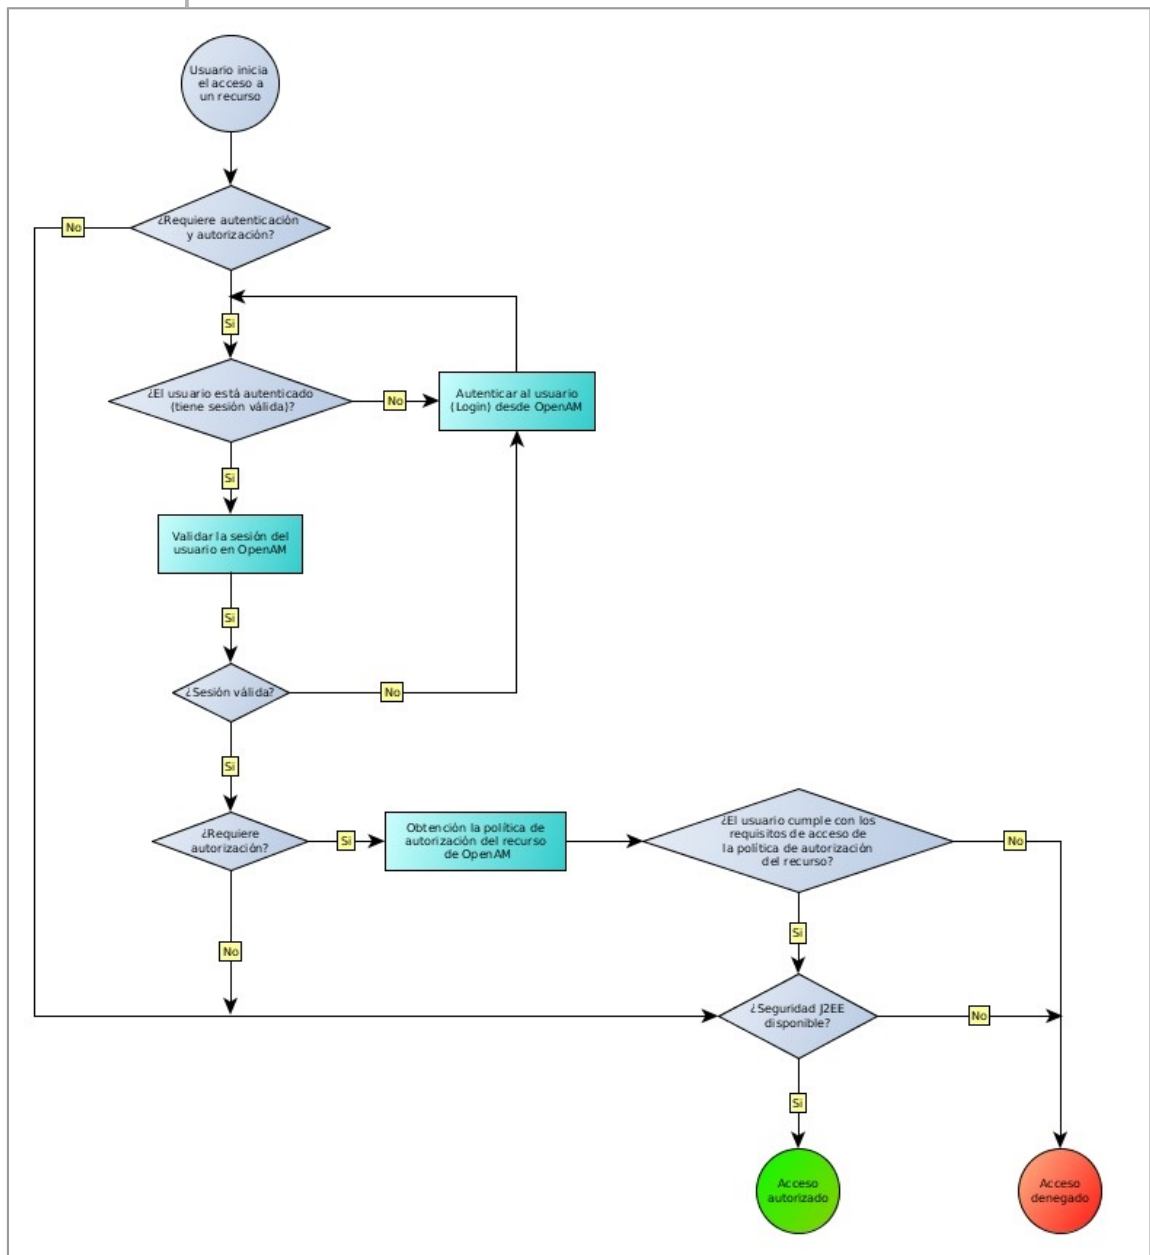 Usuario inicia
el acceso a
un recurso
¿Requiere autenticación
y autorización?
No
Si
¿El usuario está autenticado
(tiene sesión válida)?
No
Autenticar al usuario
(Login) desde OpenAM
Si
Validar la sesión del
usuario en OpenAM
Si
¿Sesión válida?
No
Si
¿Requiere
autorización?
Si
Obtención la política de
autorización del recurso
de OpenAM
¿El usuario cumple con los
requisitos de acceso de
la política de autorización
del recurso?
No
Si
No
¿Seguridad J2EE
disponible?
No
Si
Acceso
autorizado
Acceso
denegado